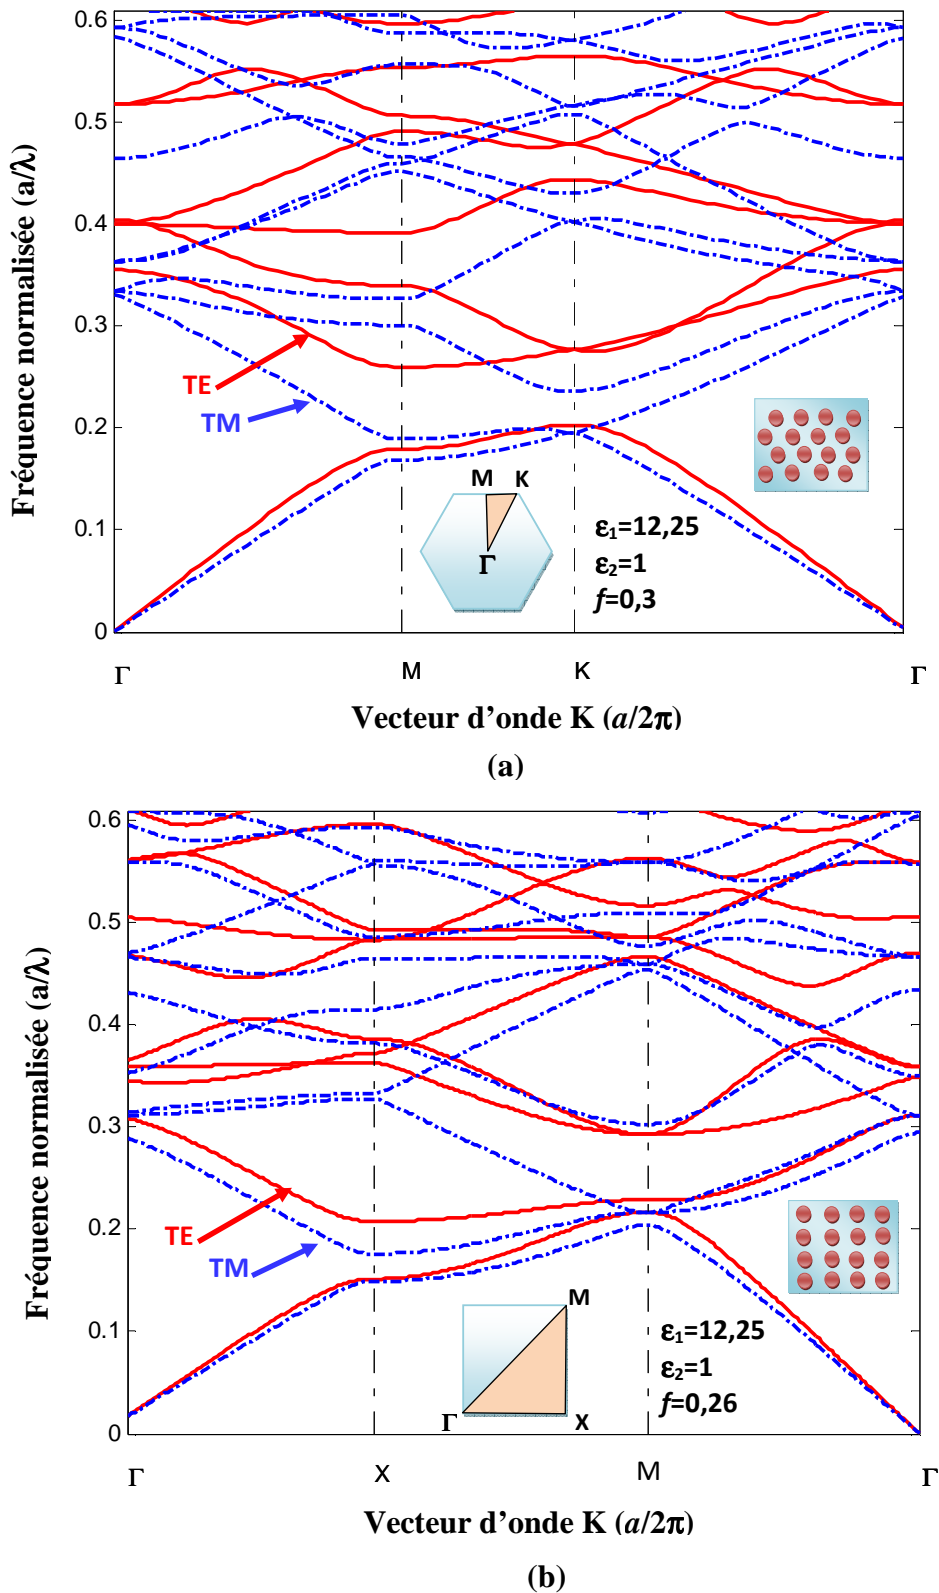 0.6
0.5
0.4
0.3
0.2
0.1
0
Fréquence normalisée (a/λ)
TE
TM
M K
Γ
ε₁=12,25
ε₂=1
f=0,3
Γ M K Γ
Vecteur d’onde K (a/2π)
(a)
0.6
0.5
0.4
0.3
0.2
0.1
0
Fréquence normalisée (a/λ)
TE
TM
M
Γ X
ε₁=12,25
ε₂=1
f=0,26
Γ X M Γ
Vecteur d’onde K (a/2π)
(b)